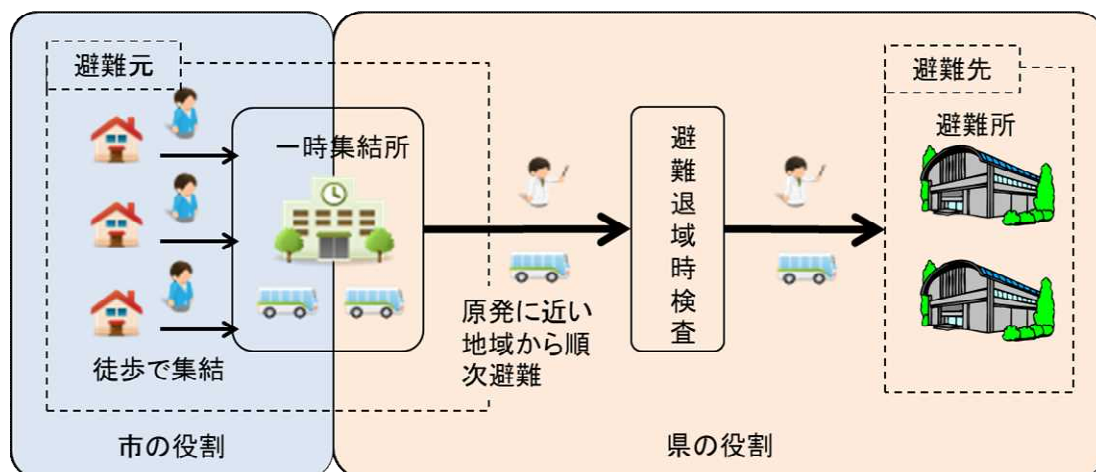 避難元
一時集結所
徒歩で集結
市の役割
原発に近い
地域から順
次避難
避難退域時検査
避難先
避難所
県の役割